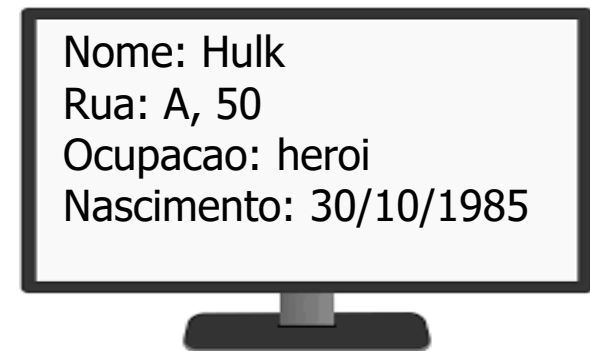 Nome: Hulk
Rua: A, 50
Ocupacao: heroi
Nascimento: 30/10/1985